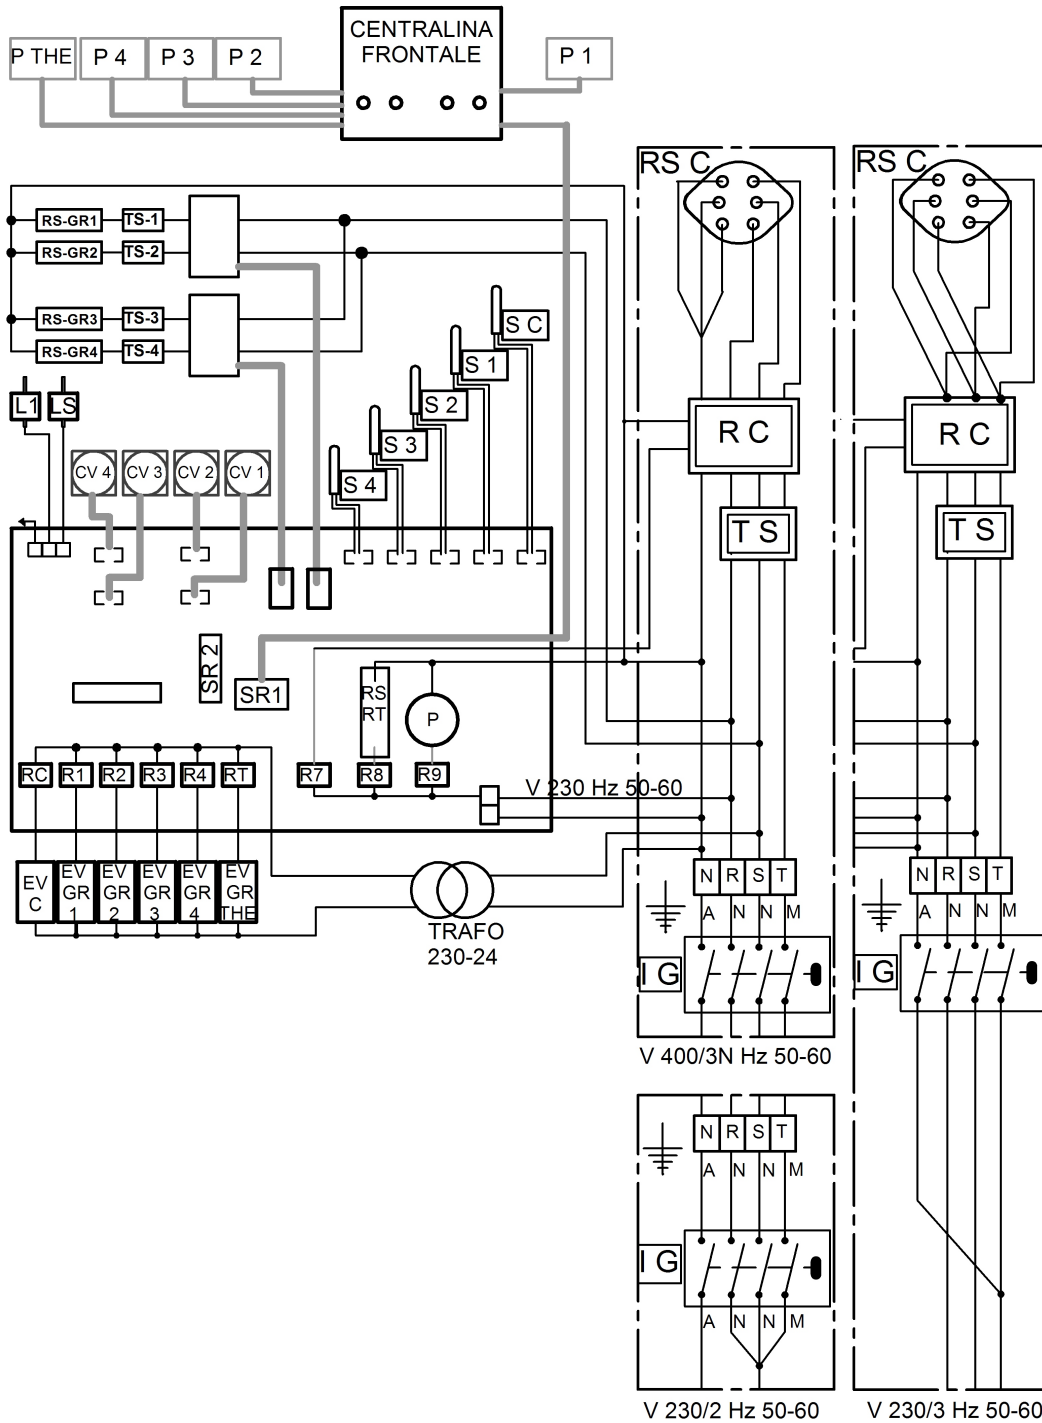 CENTRALINA
FRONTALE
P THE
P 4
P 3
P 2
P 1
RS C
RS C
RS-GR1
TS-1
RS-GR2
TS-2
RS-GR3
TS-3
RS-GR4
TS-4
S C
S 1
S 2
S 3
S 4
L1
LS
CV 4
CV 3
CV 2
CV 1
R C
R C
T S
T S
SR 2
SR1
RS
RT
P
RC
R1
R2
R3
R4
RT
R7
R8
R9
V 230 Hz 50-60
EV
C
EV
GR
1
EV
GR
2
EV
GR
3
EV
GR
4
EV
GR
THE
TRAFO
230-24
N R S T
A N N M
I G
V 400/3N Hz 50-60
N R S T
A N N M
I G
N R S T
A N N M
I G
A N N M
V 230/2 Hz 50-60
V 230/3 Hz 50-60